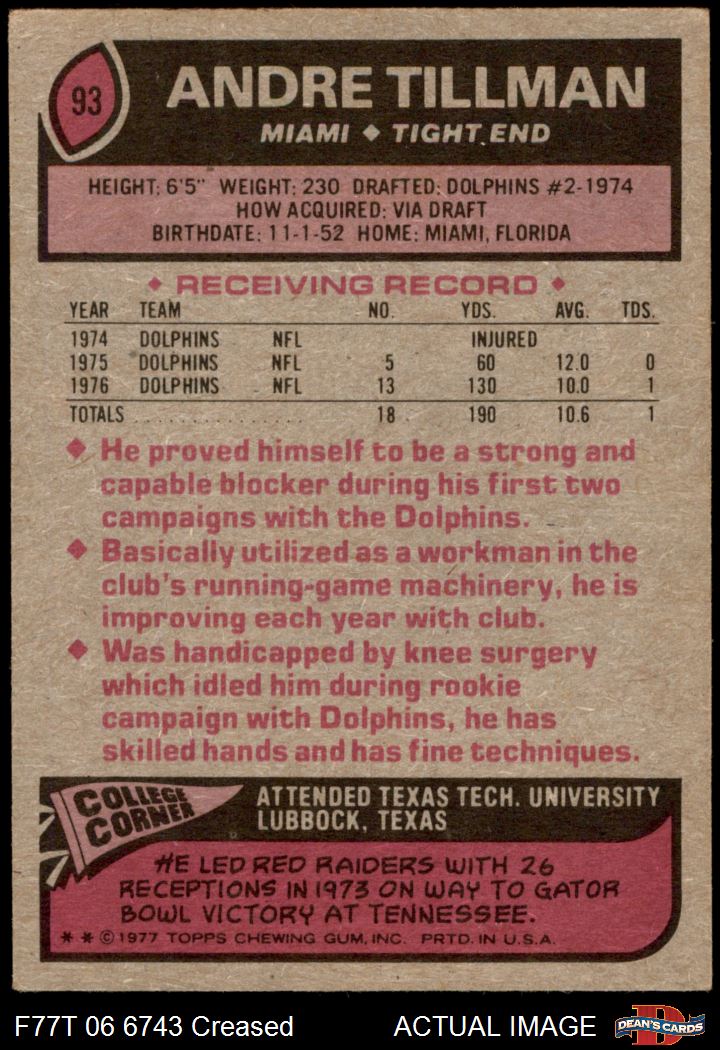 93
ANDRE TILLMAN
MIAMI ◆ TIGHT END
HEIGHT: 6'5" WEIGHT: 230 DRAFTED: DOLPHINS #2-1974
HOW ACQUIRED: VIA DRAFT
BIRTHDATE: 11-1-52 HOME: MIAMI, FLORIDA
◆ RECEIVING RECORD ◆
YEAR TEAM NO. YDS. AVG. TDS.
1974 DOLPHINS NFL INJURED
1975 DOLPHINS NFL 5 60 12.0 0
1976 DOLPHINS NFL 13 130 10.0 1
TOTALS . . . . . . . . . . . . . . . 18 190 10.6 1
◆ He proved himself to be a strong and
capable blocker during his first two
campaigns with the Dolphins.
◆ Basically utilized as a workman in the
club's running-game machinery, he is
improving each year with club.
◆ Was handicapped by knee surgery
which idled him during rookie
campaign with Dolphins, he has
skilled hands and has fine techniques.
COLLEGE
CORNER
ATTENDED TEXAS TECH. UNIVERSITY
LUBBOCK, TEXAS
HE LED RED RAIDERS WITH 26
RECEPTIONS IN 1973 ON WAY TO GATOR
BOWL VICTORY AT TENNESSEE.
* * © 1977 TOPPS CHEWING GUM, INC. PRTD. IN U.S.A.
F77T 06 6743 Creased ACTUAL IMAGE D DEAN'S CARDS